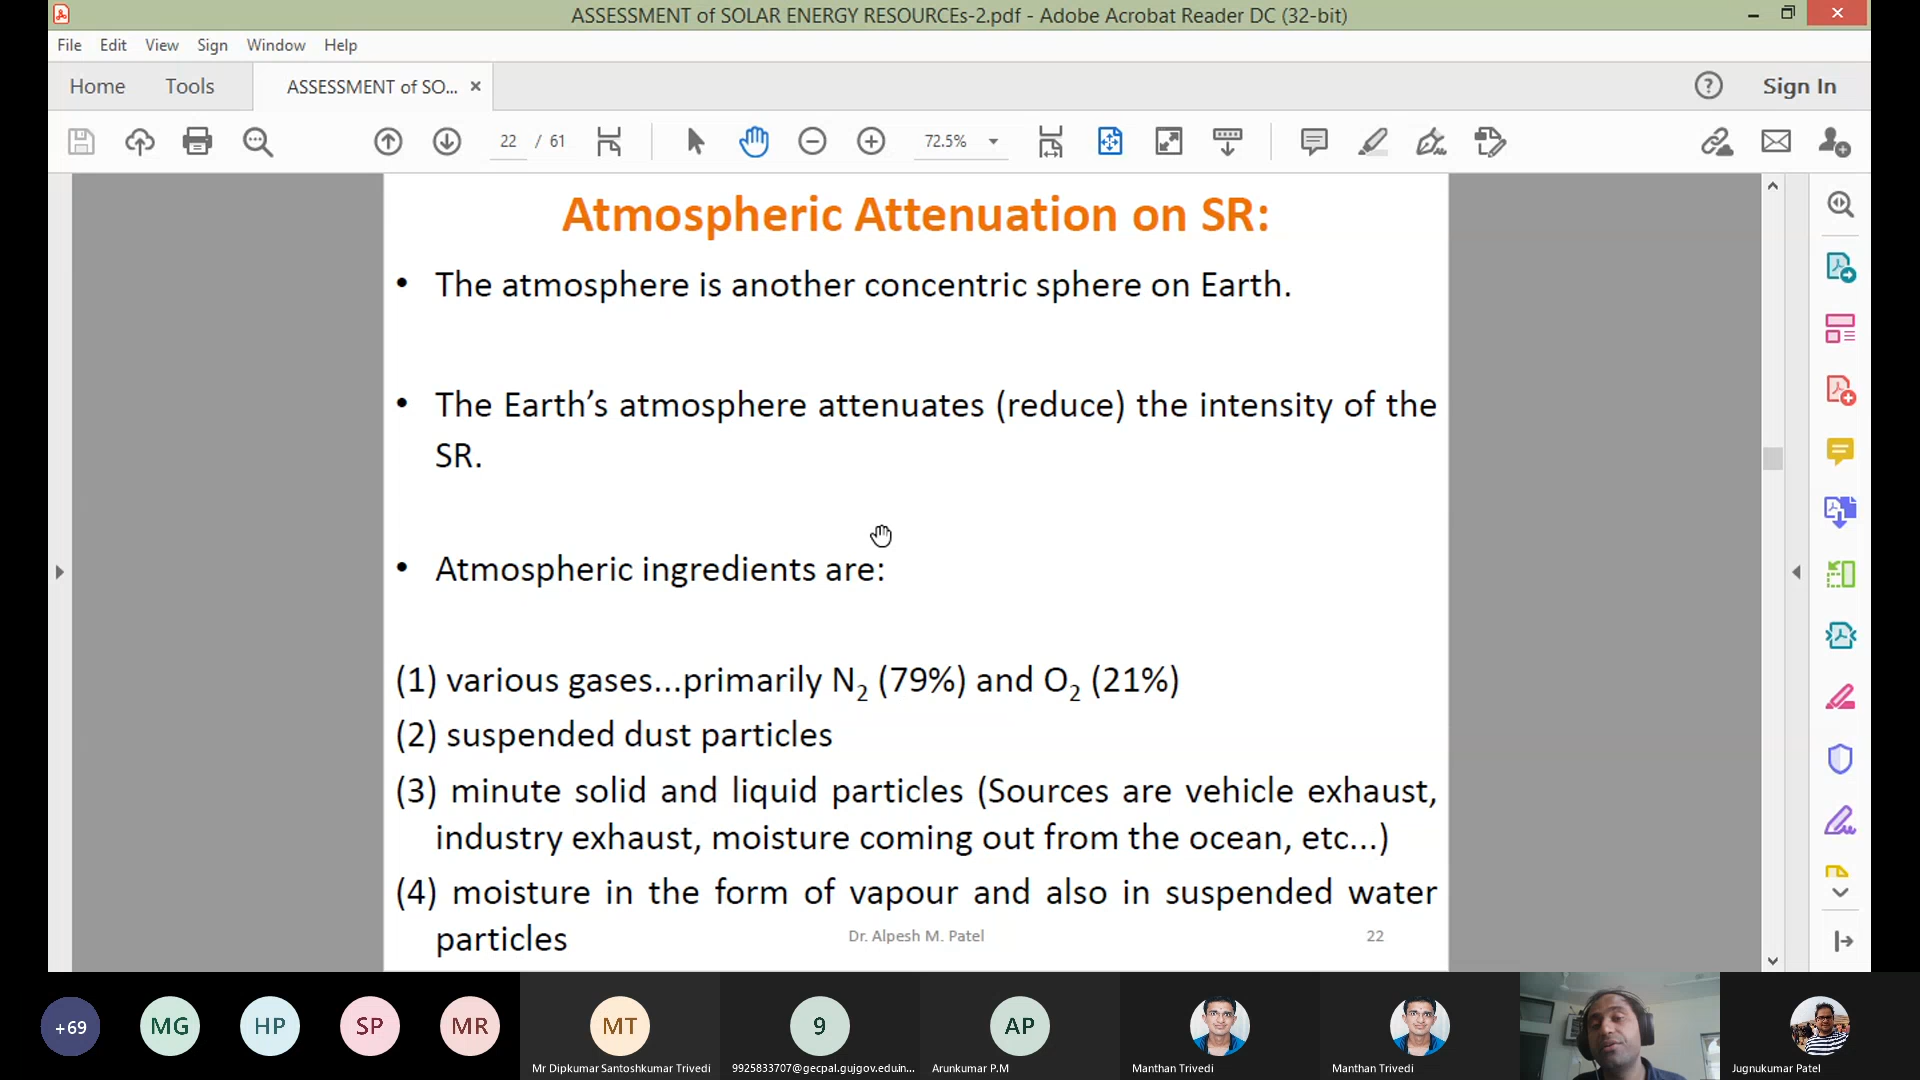 ASSESSMENT of SOLAR ENERGY RESOURCEs-2.pdf - Adobe Acrobat Reader DC (32-bit)
File Edit View Sign Window Help
Home Tools ASSESSMENT of SO... Sign In
22 / 61 72.5%
Atmospheric Attenuation on SR:
• The atmosphere is another concentric sphere on Earth.
• The Earth’s atmosphere attenuates (reduce) the intensity of the
SR.
• Atmospheric ingredients are:
(1) various gases...primarily N2 (79%) and O2 (21%)
(2) suspended dust particles
(3) minute solid and liquid particles (Sources are vehicle exhaust,
industry exhaust, moisture coming out from the ocean, etc...)
(4) moisture in the form of vapour and also in suspended water
particles
Dr. Alpesh M. Patel 22
+69 MG HP SP MR MT 9 AP
Mr Dipkumar Santoshkumar Trivedi 9925833707@gecpal.gujgov.edu.in... Arunkumar P.M Manthan Trivedi Manthan Trivedi Jugnukumar Patel